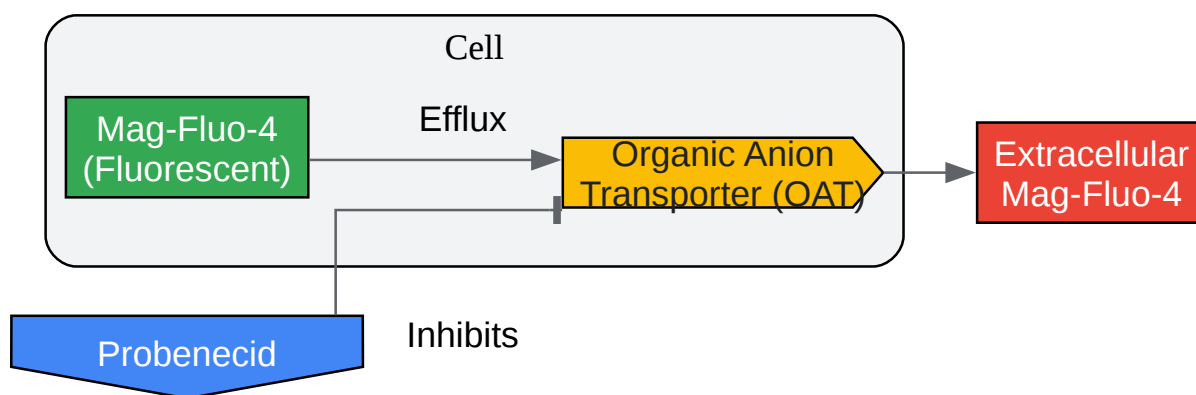 Cell
Efflux
Mag-Fluo-4
(Fluorescent)
Organic Anion
Transporter (OAT)
Extracellular
Mag-Fluo-4
Inhibits
Probenecid